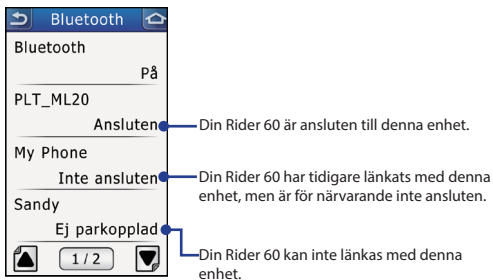 Bluetooth
Bluetooth
På
PLT_ML20
Ansluten
Din Rider 60 är ansluten till denna enhet.
My Phone
Inte ansluten
Din Rider 60 har tidigare länkats med denna
enhet, men är för närvarande inte ansluten.
Sandy
Ej parkopplad
Din Rider 60 kan inte länkas med denna
enhet.
1/2